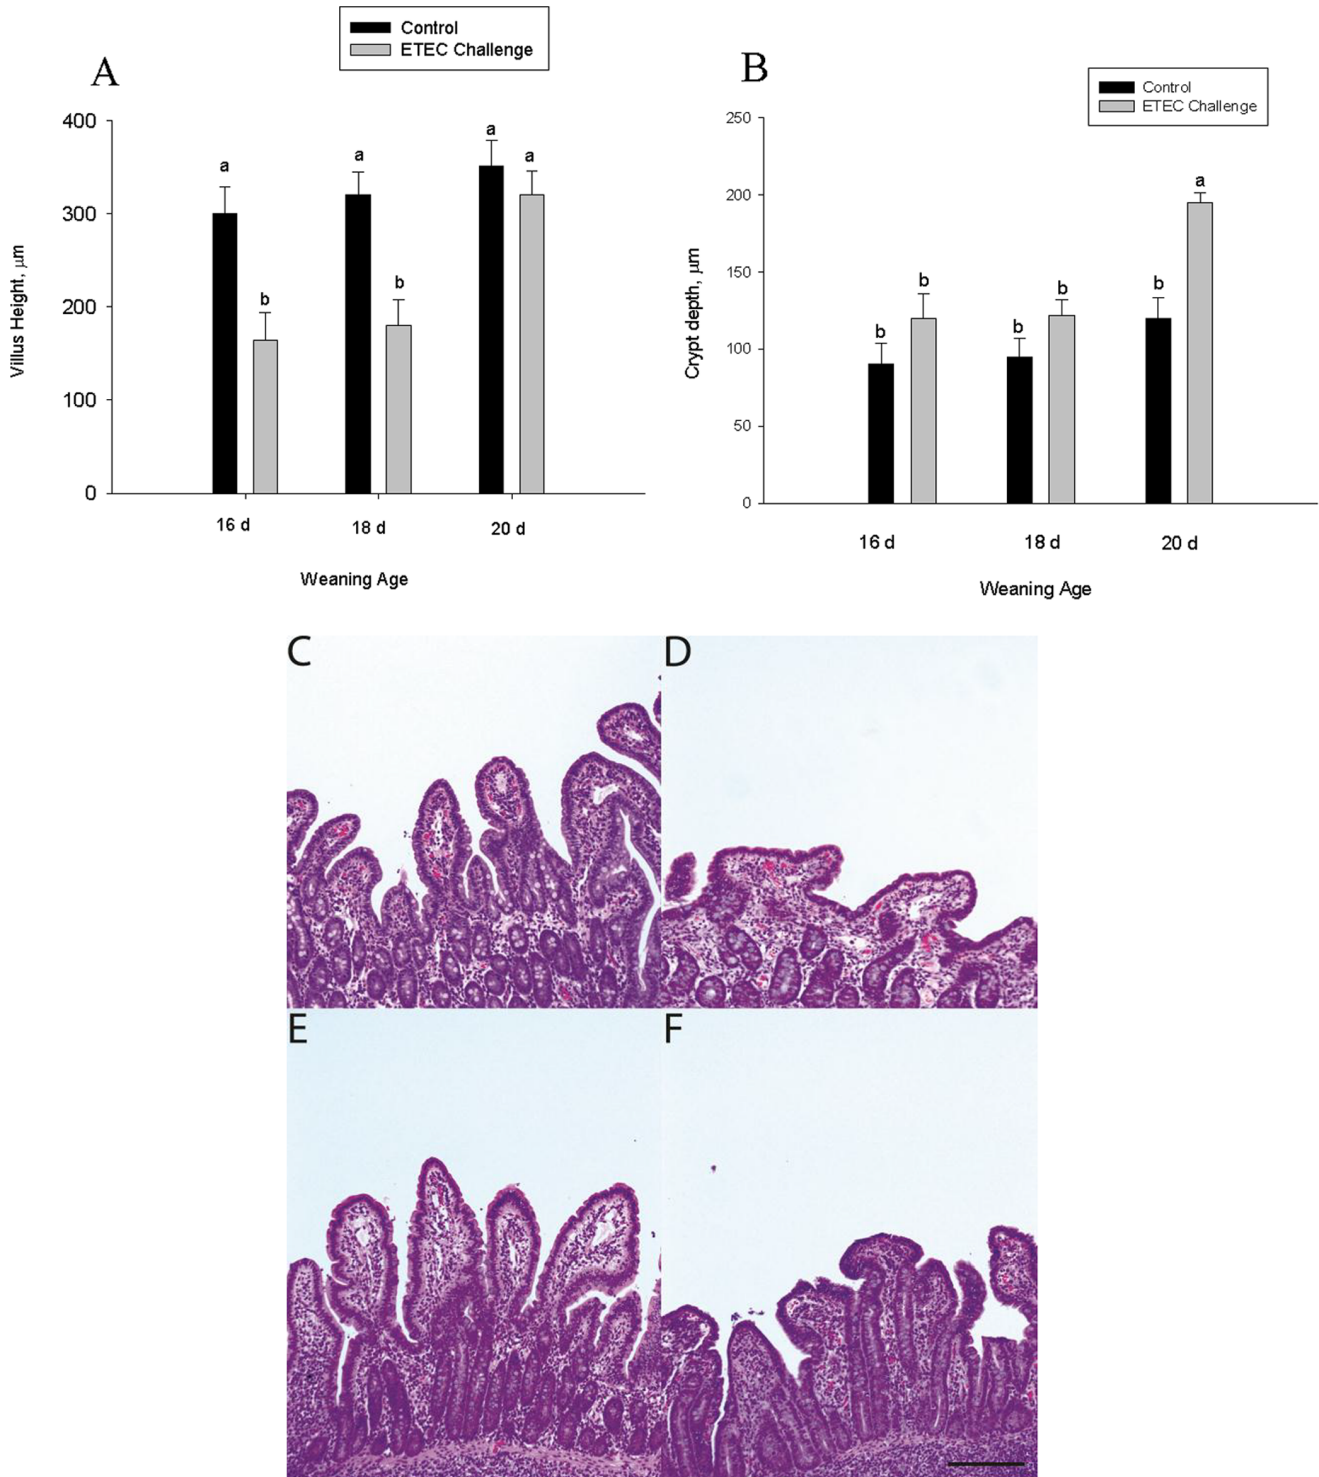 Control
ETEC Challenge
A
400
300
200
100
0
Villus Height, μm
a
b
a
b
a
a
16 d
18 d
20 d
Weaning Age
B
Control
ETEC Challenge
250
200
150
100
50
0
Crypt depth, μm
b
b
b
b
b
a
16 d
18 d
20 d
Weaning Age
C
D
E
F